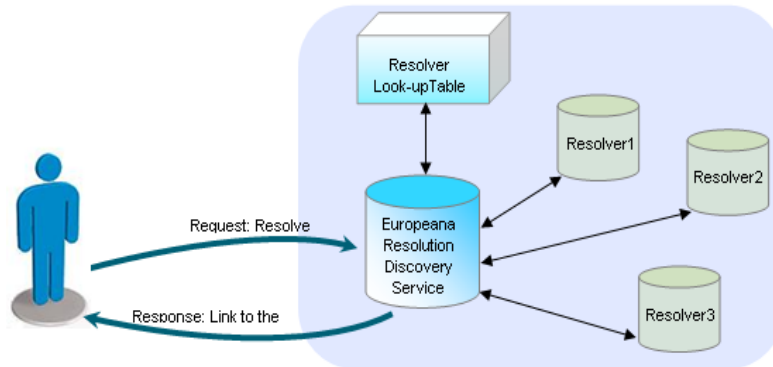 Resolver
Look-upTable
Resolver1
Resolver2
Request: Resolve
Europeana
Resolution
Discovery
Service
Resolver3
Response: Link to the